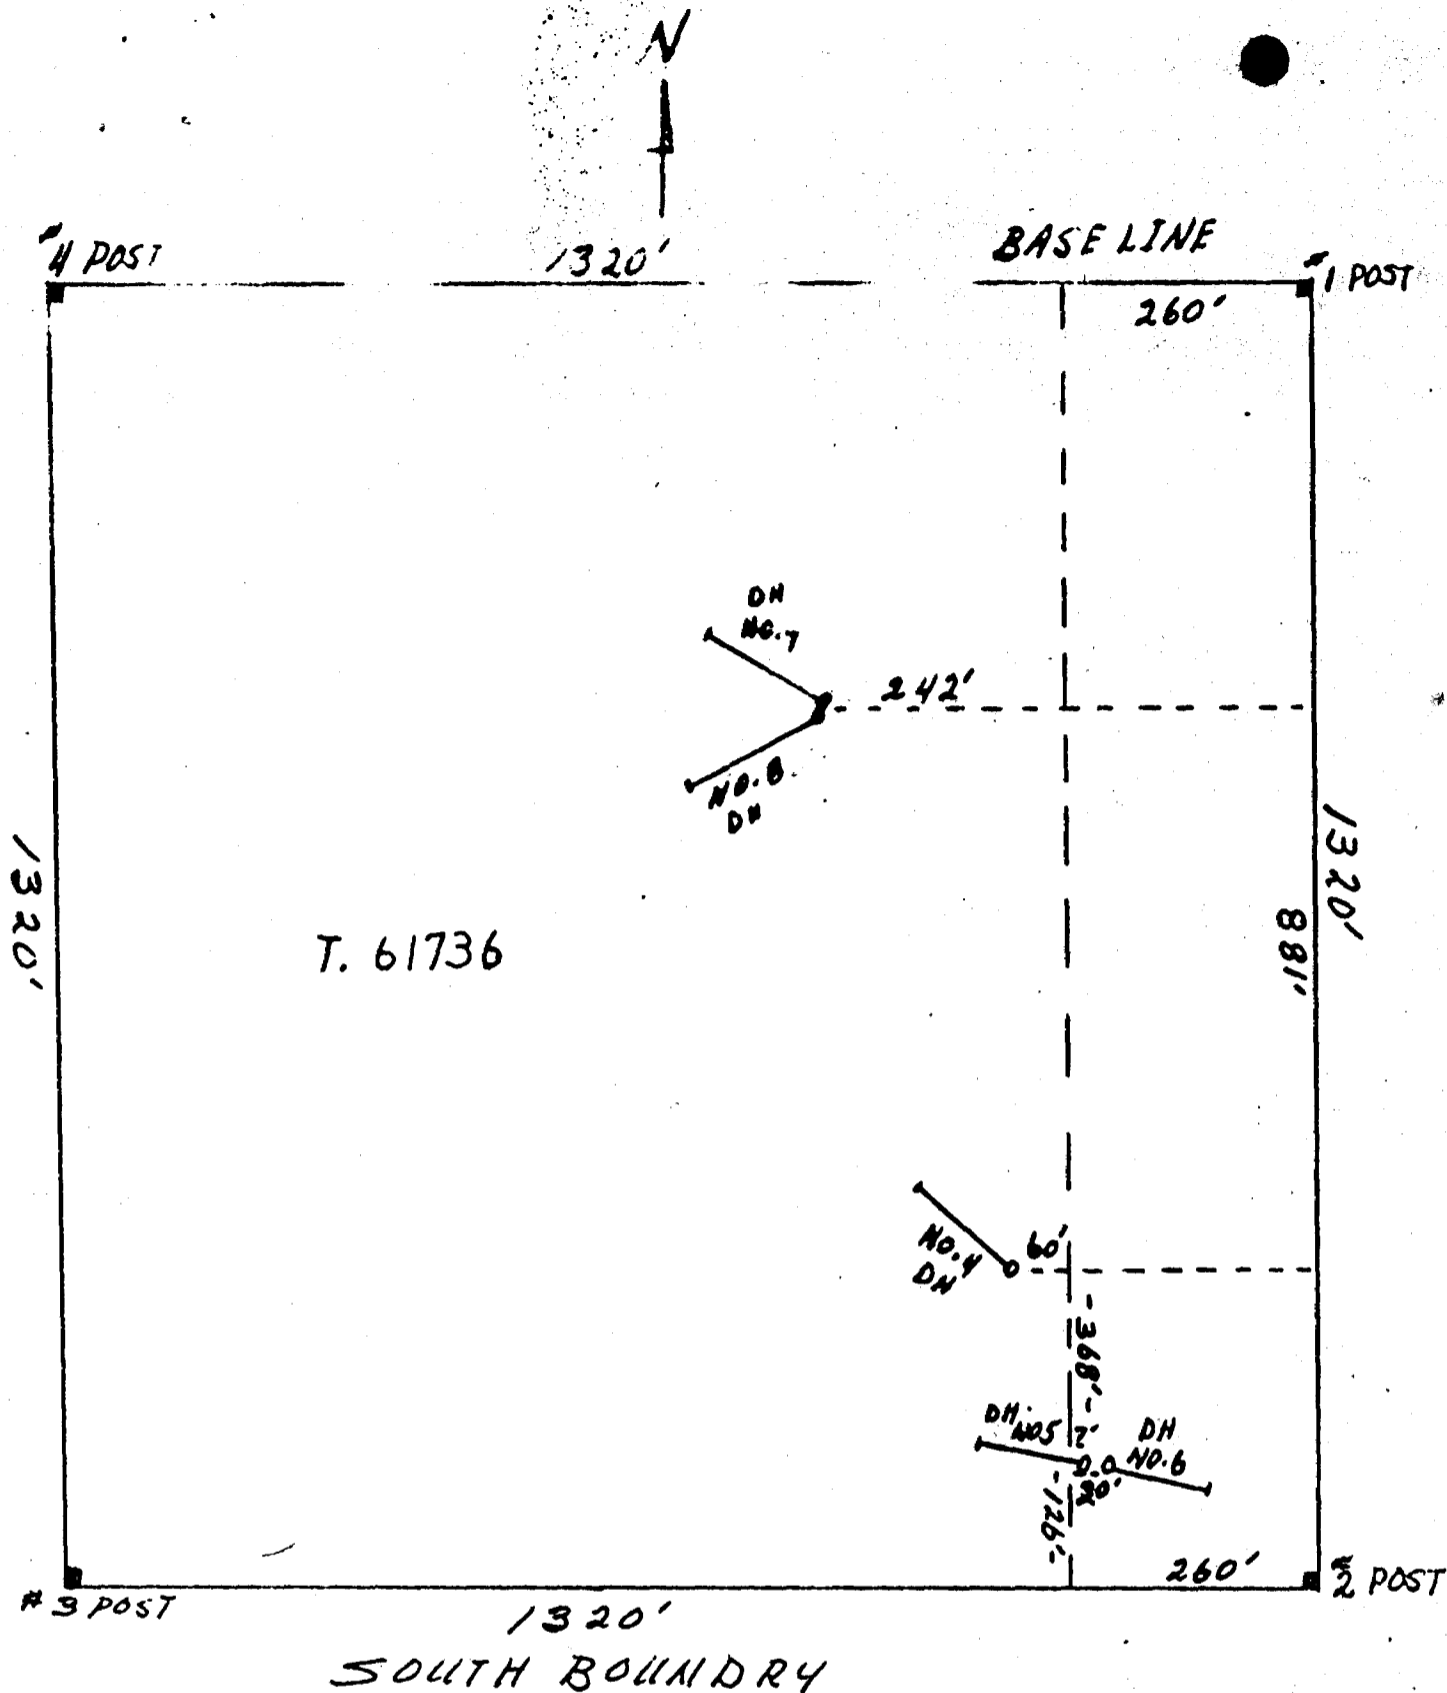 N
BASE LINE
#4 POST
1320'
#1 POST
260'
DH
NO.7
242'
NO.8
DH
1320'
1320'
881'
T. 61736
NO.4
DH
60'
-368'-
DH
NO5
2'
DH
NO.6
20'
-126'-
260'
#2 POST
#3 POST
1320'
SOUTH BOUNDRY